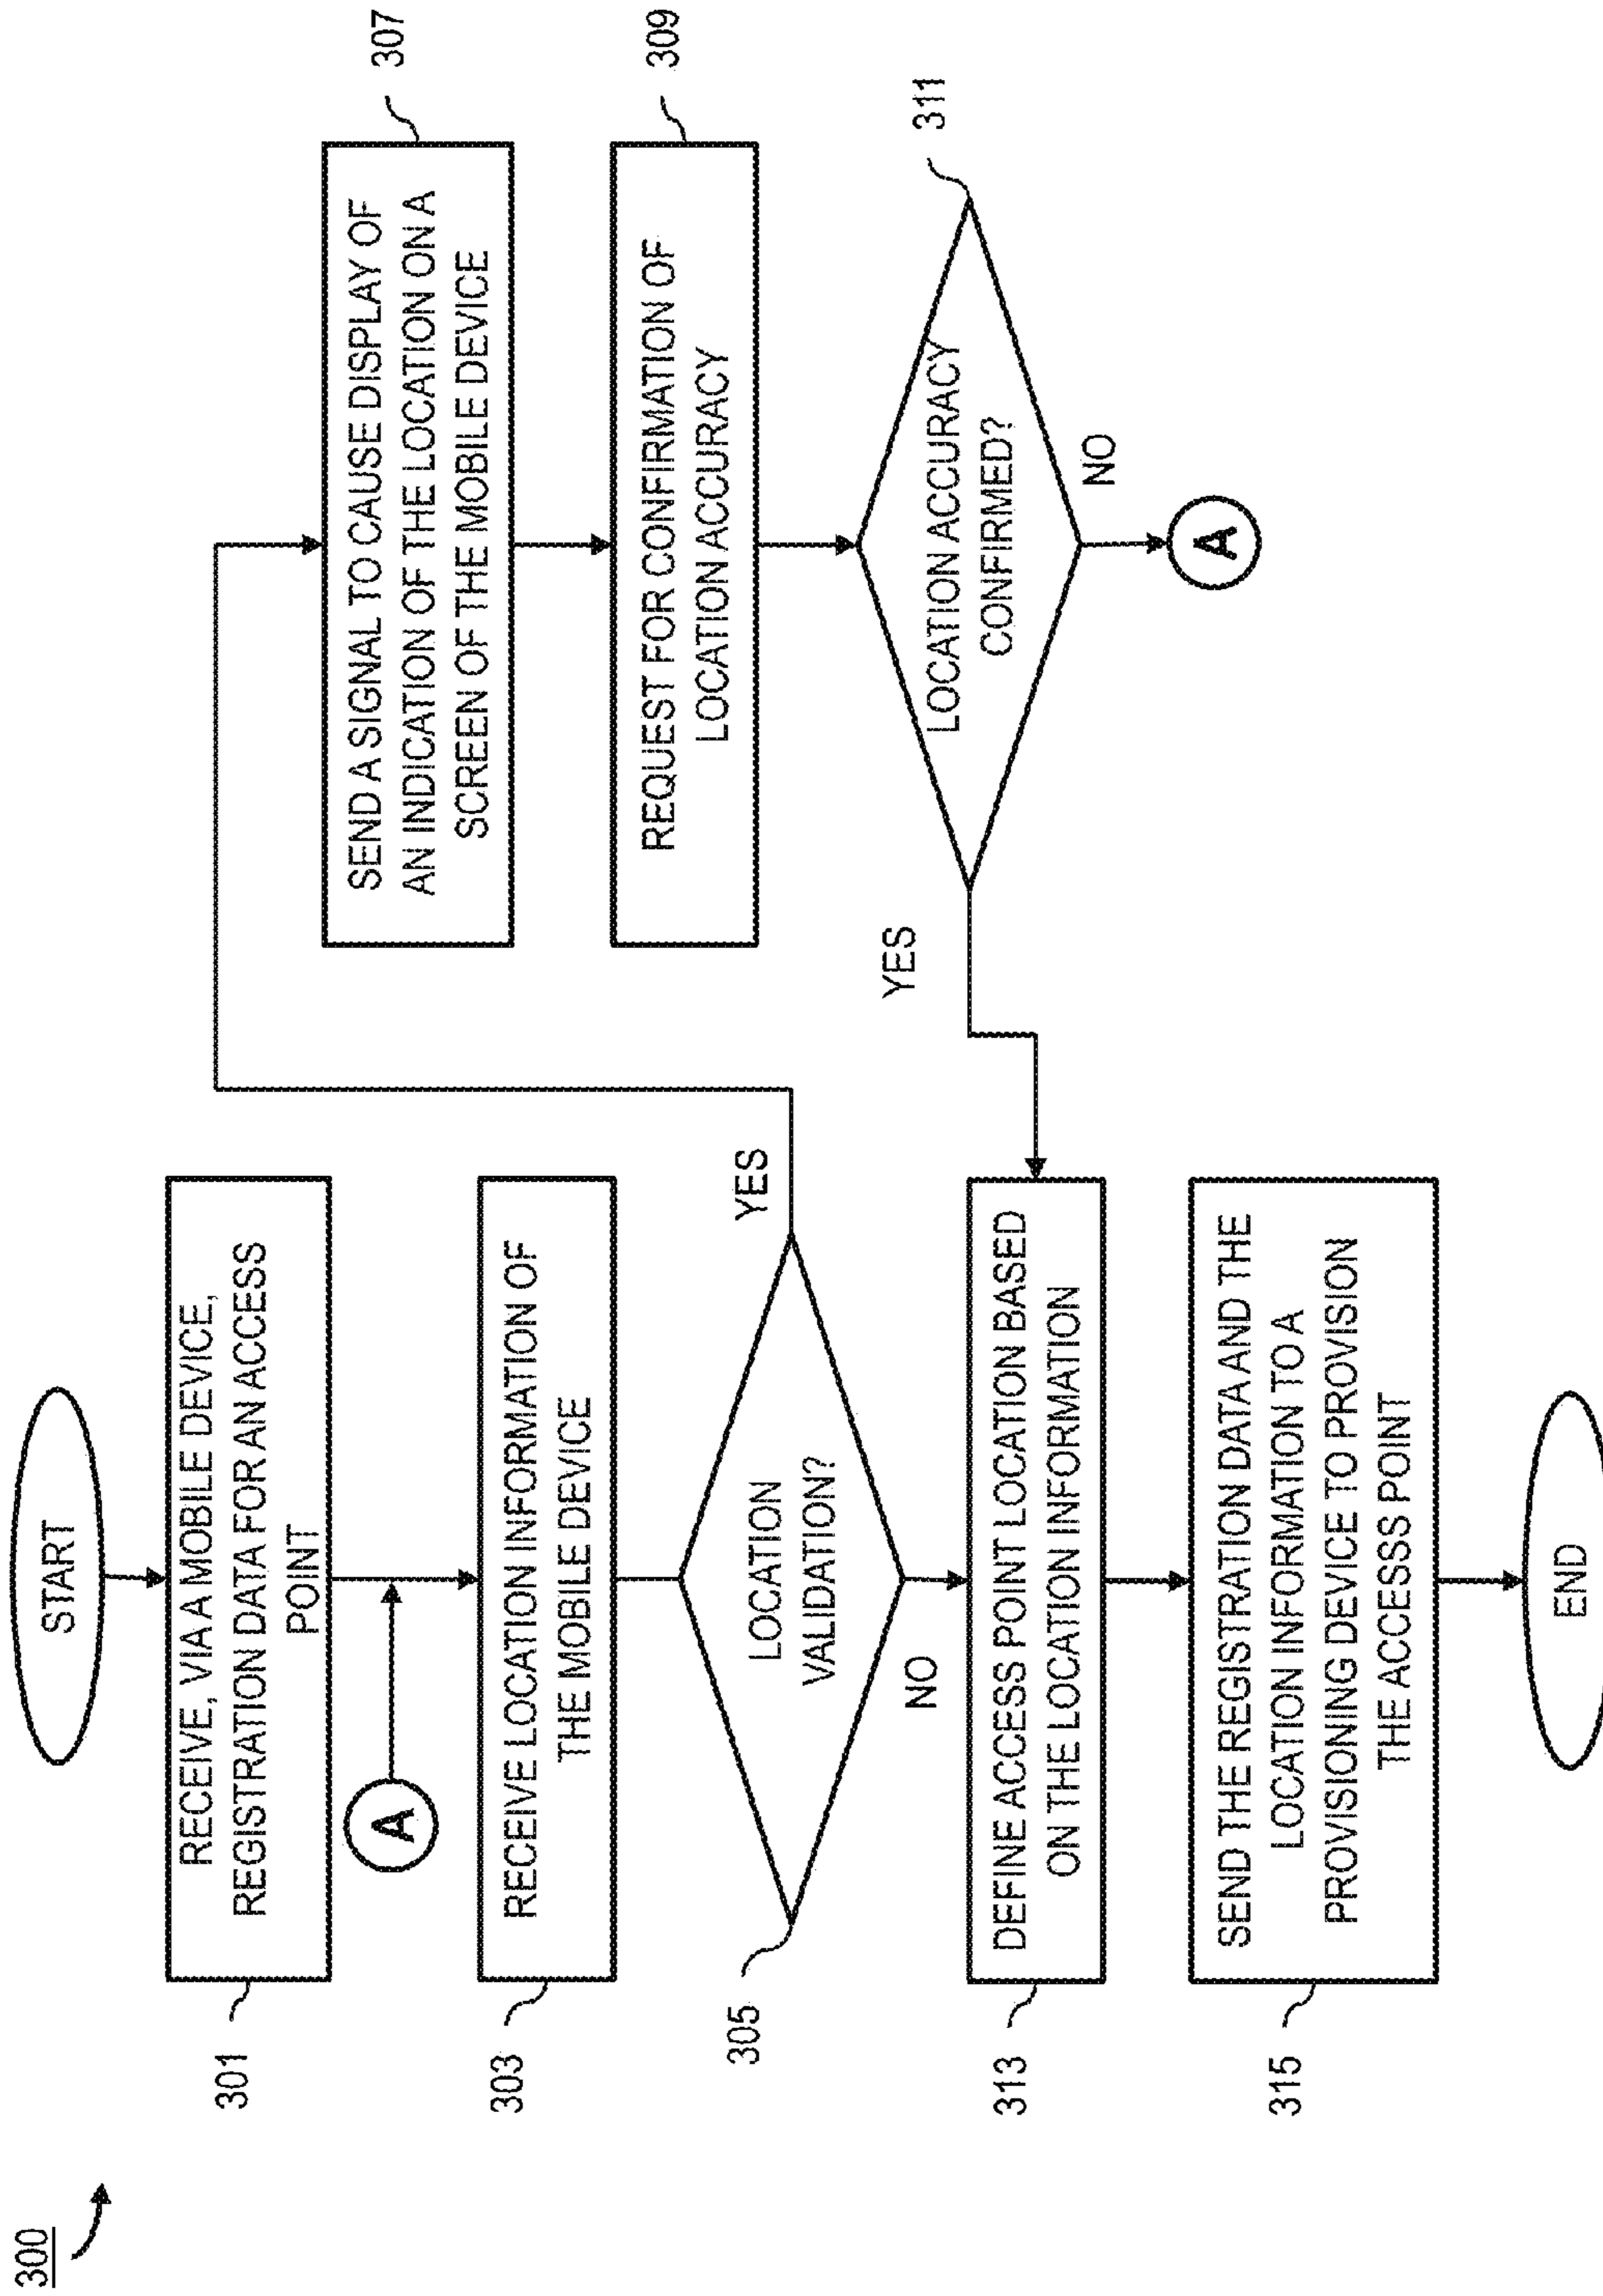 300
START
301
RECEIVE, VIA A MOBILE DEVICE,
REGISTRATION DATA FOR AN ACCESS
POINT
A
303
RECEIVE LOCATION INFORMATION OF
THE MOBILE DEVICE
305
LOCATION
VALIDATION?
YES
NO
307
SEND A SIGNAL TO CAUSE DISPLAY OF
AN INDICATION OF THE LOCATION ON A
SCREEN OF THE MOBILE DEVICE
309
REQUEST FOR CONFIRMATION OF
LOCATION ACCURACY
311
LOCATION ACCURACY
CONFIRMED?
YES
NO
A
313
DEFINE ACCESS POINT LOCATION BASED
ON THE LOCATION INFORMATION
315
SEND THE REGISTRATION DATA AND THE
LOCATION INFORMATION TO A
PROVISIONING DEVICE TO PROVISION
THE ACCESSS POINT
END